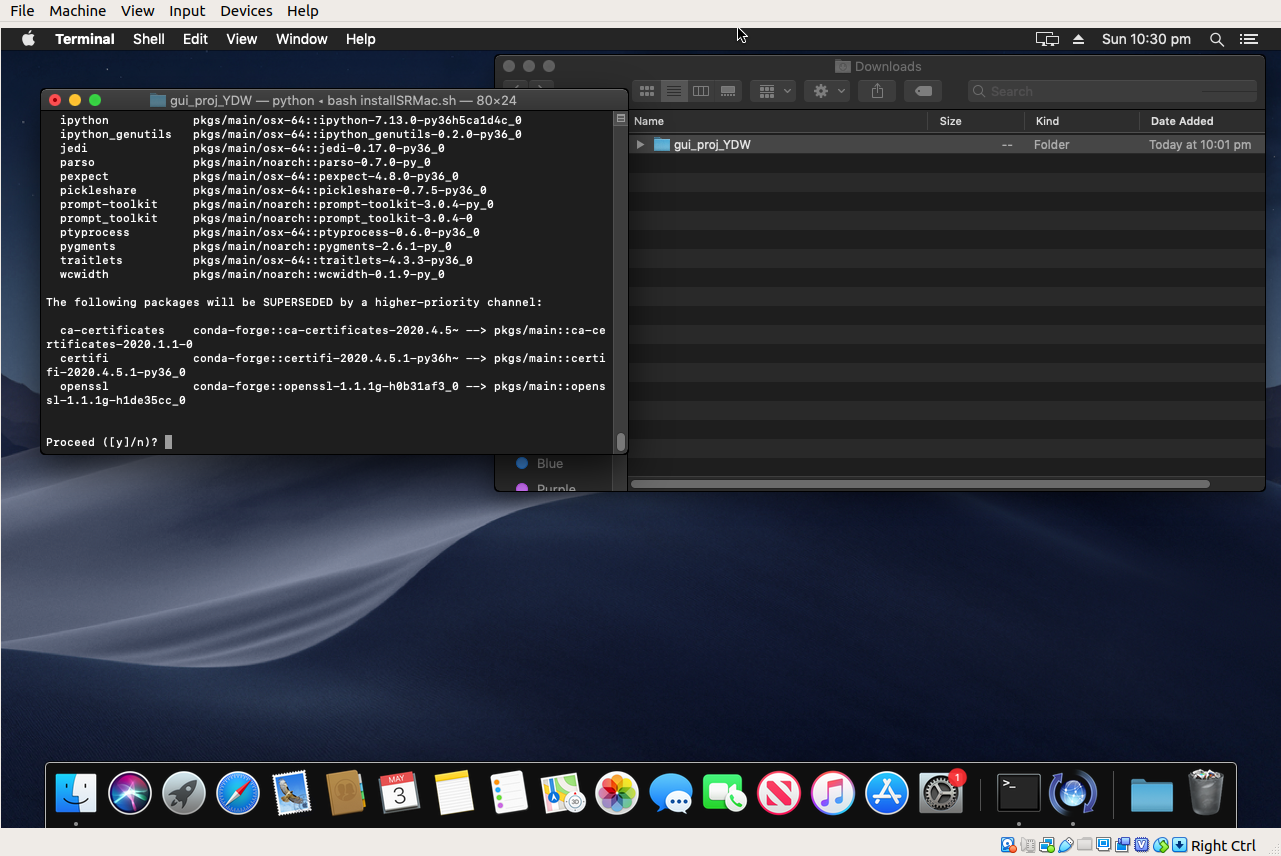 File Machine View Input Devices Help
Terminal Shell Edit View Window Help Sun 10:30 pm
Downloads
Search
Name Size Kind Date Added
gui_proj_YDW -- Folder Today at 10:01 pm
Blue
Purple
gui_proj_YDW — python ◂ bash installSRMac.sh — 80×24
ipython pkgs/main/osx-64::ipython-7.13.0-py36h5ca1d4c_0
ipython_genutils pkgs/main/osx-64::ipython_genutils-0.2.0-py36_0
jedi pkgs/main/osx-64::jedi-0.17.0-py36_0
parso pkgs/main/noarch::parso-0.7.0-py_0
pexpect pkgs/main/osx-64::pexpect-4.8.0-py36_0
pickleshare pkgs/main/osx-64::pickleshare-0.7.5-py36_0
prompt-toolkit pkgs/main/noarch::prompt-toolkit-3.0.4-py_0
prompt_toolkit pkgs/main/noarch::prompt_toolkit-3.0.4-0
ptyprocess pkgs/main/osx-64::ptyprocess-0.6.0-py36_0
pygments pkgs/main/noarch::pygments-2.6.1-py_0
traitlets pkgs/main/osx-64::traitlets-4.3.3-py36_0
wcwidth pkgs/main/noarch::wcwidth-0.1.9-py_0
The following packages will be SUPERSEDED by a higher-priority channel:
ca-certificates conda-forge::ca-certificates-2020.4.5~ --> pkgs/main::ca-ce
rtificates-2020.1.1-0
certifi conda-forge::certifi-2020.4.5.1-py36h~ --> pkgs/main::certi
fi-2020.4.5.1-py36_0
openssl conda-forge::openssl-1.1.1g-h0b31af3_0 --> pkgs/main::opens
sl-1.1.1g-h1de35cc_0
Proceed ([y]/n)?
MAY
3
3D
1
>_
Right Ctrl